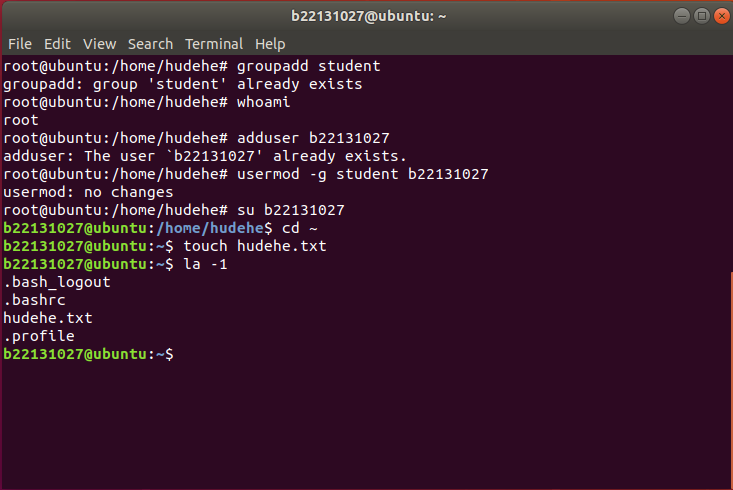 b22131027@ubuntu: ~
File Edit View Search Terminal Help
root@ubuntu:/home/hudehe# groupadd student
groupadd: group 'student' already exists
root@ubuntu:/home/hudehe# whoami
root
root@ubuntu:/home/hudehe# adduser b22131027
adduser: The user `b22131027' already exists.
root@ubuntu:/home/hudehe# usermod -g student b22131027
usermod: no changes
root@ubuntu:/home/hudehe# su b22131027
b22131027@ubuntu:/home/hudehe$ cd ~
b22131027@ubuntu:~$ touch hudehe.txt
b22131027@ubuntu:~$ la -1
.bash_logout
.bashrc
hudehe.txt
.profile
b22131027@ubuntu:~$